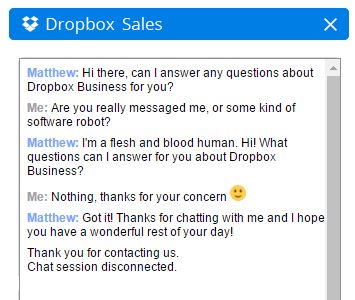 Dropbox Sales
Matthew: Hi there, can I answer any questions about
Dropbox Business for you?
Me: Are you really messaged me, or some kind of
software robot?
Matthew: I'm a flesh and blood human. Hi! What
questions can I answer for you about Dropbox
Business?
Me: Nothing, thanks for your concern 🙂
Matthew: Got it! Thanks for chatting with me and I hope
you have a wonderful rest of your day!
Thank you for contacting us.
Chat session disconnected.